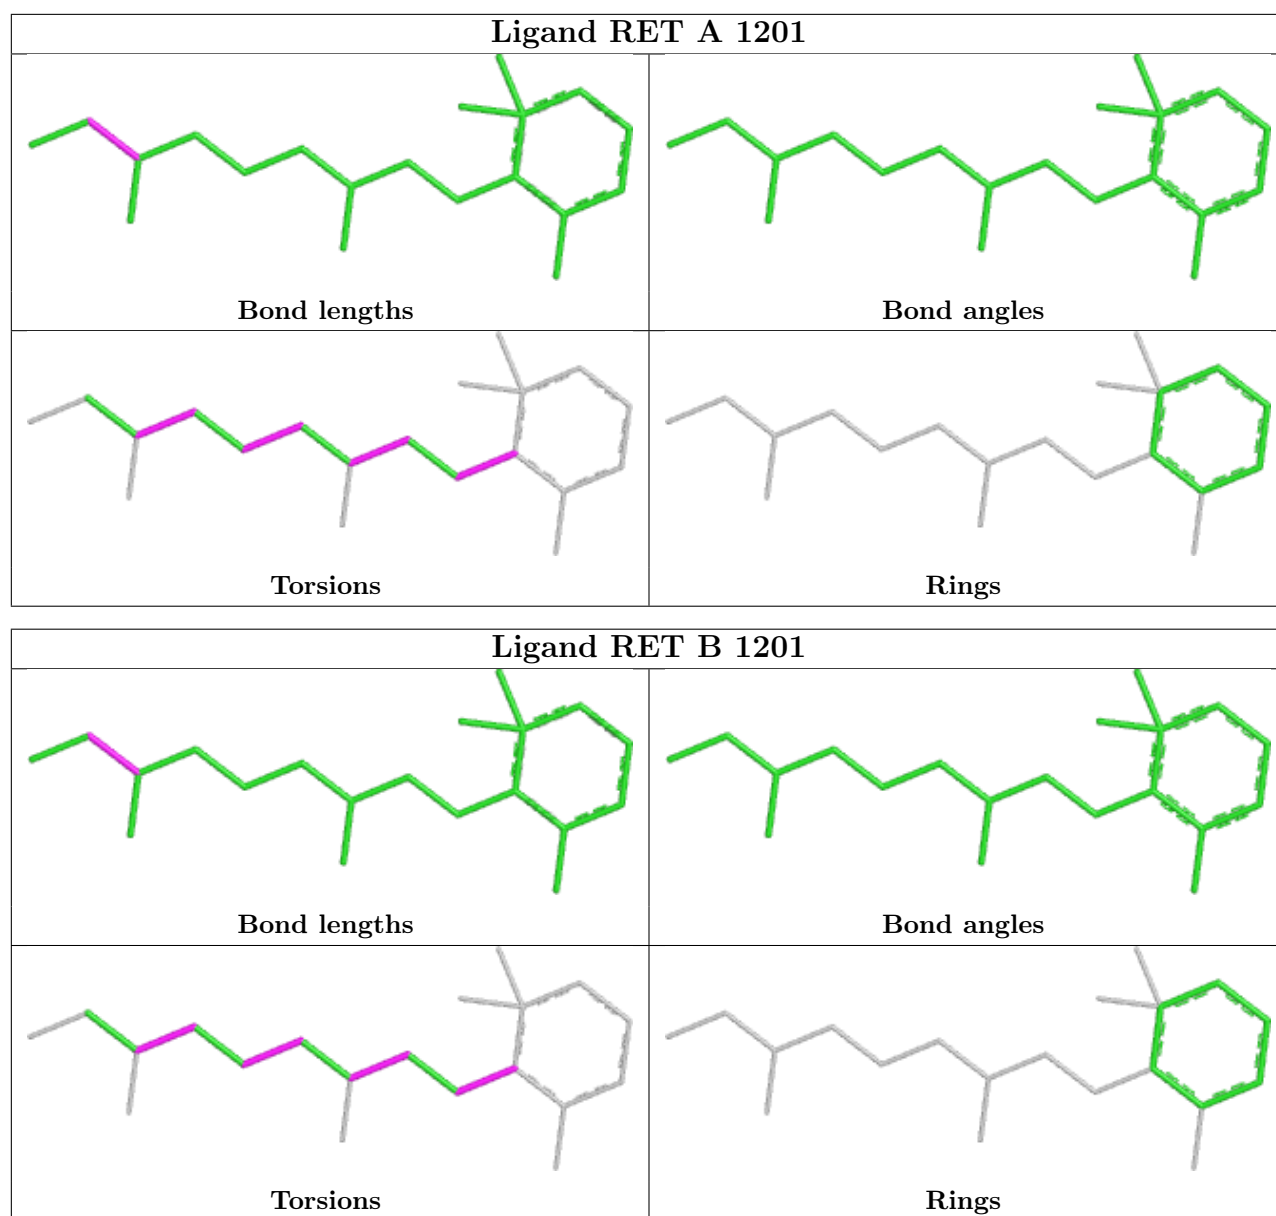 Ligand RET A 1201
Bond lengths
Bond angles
Torsions
Rings
Ligand RET B 1201
Bond lengths
Bond angles
Torsions
Rings